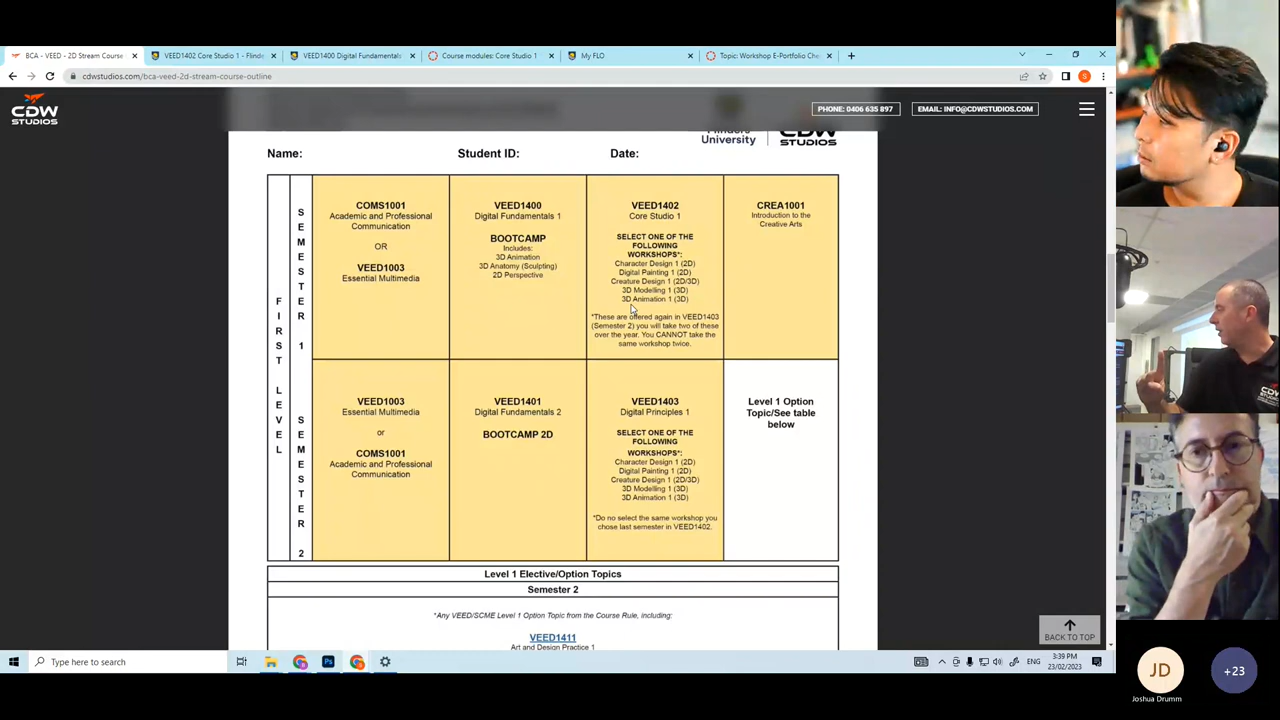 BCA - VEED - 2D Stream Course
VEED1402 Core Studio 1 - Flinde
VEED1400 Digital Fundamentals
Course modules: Core Studio 1
My FLO
Topic: Workshop E-Portfolio Che
cdwstudios.com/bca-veed-2d-stream-course-outline
CDW
STUDIOS
PHONE: 0406 635 897
EMAIL: INFO@CDWSTUDIOS.COM
Flinders
University
CDW
STUDIOS
Name:
Student ID:
Date:
FIRST LEVEL
SEMESTER 1
COMS1001
Academic and Professional
Communication
OR
VEED1003
Essential Multimedia
VEED1400
Digital Fundamentals 1
BOOTCAMP
Includes:
3D Animation
3D Anatomy (Sculpting)
2D Perspective
VEED1402
Core Studio 1
SELECT ONE OF THE
FOLLOWING
WORKSHOPS*:
Character Design 1 (2D)
Digital Painting 1 (2D)
Creature Design 1 (2D/3D)
3D Modelling 1 (3D)
3D Animation 1 (3D)
*These are offered again in VEED1403
(Semester 2) you will take two of these
over the year. You CANNOT take the
same workshop twice.
CREA1001
Introduction to the
Creative Arts
SEMESTER 2
VEED1003
Essential Multimedia
or
COMS1001
Academic and Professional
Communication
VEED1401
Digital Fundamentals 2
BOOTCAMP 2D
VEED1403
Digital Principles 1
SELECT ONE OF THE
FOLLOWING
WORKSHOPS*:
Character Design 1 (2D)
Digital Painting 1 (2D)
Creature Design 1 (2D/3D)
3D Modelling 1 (3D)
3D Animation 1 (3D)
*Do no select the same workshop you
chose last semester in VEED1402.
Level 1 Option
Topic/See table
below
Level 1 Elective/Option Topics
Semester 2
*Any VEED/SCME Level 1 Option Topic from the Course Rule, including:
VEED1411
Art and Design Practice 1
BACK TO TOP
Type here to search
Ps
ENG
3:39 PM
23/02/2023
JD
Joshua Drumm
+23